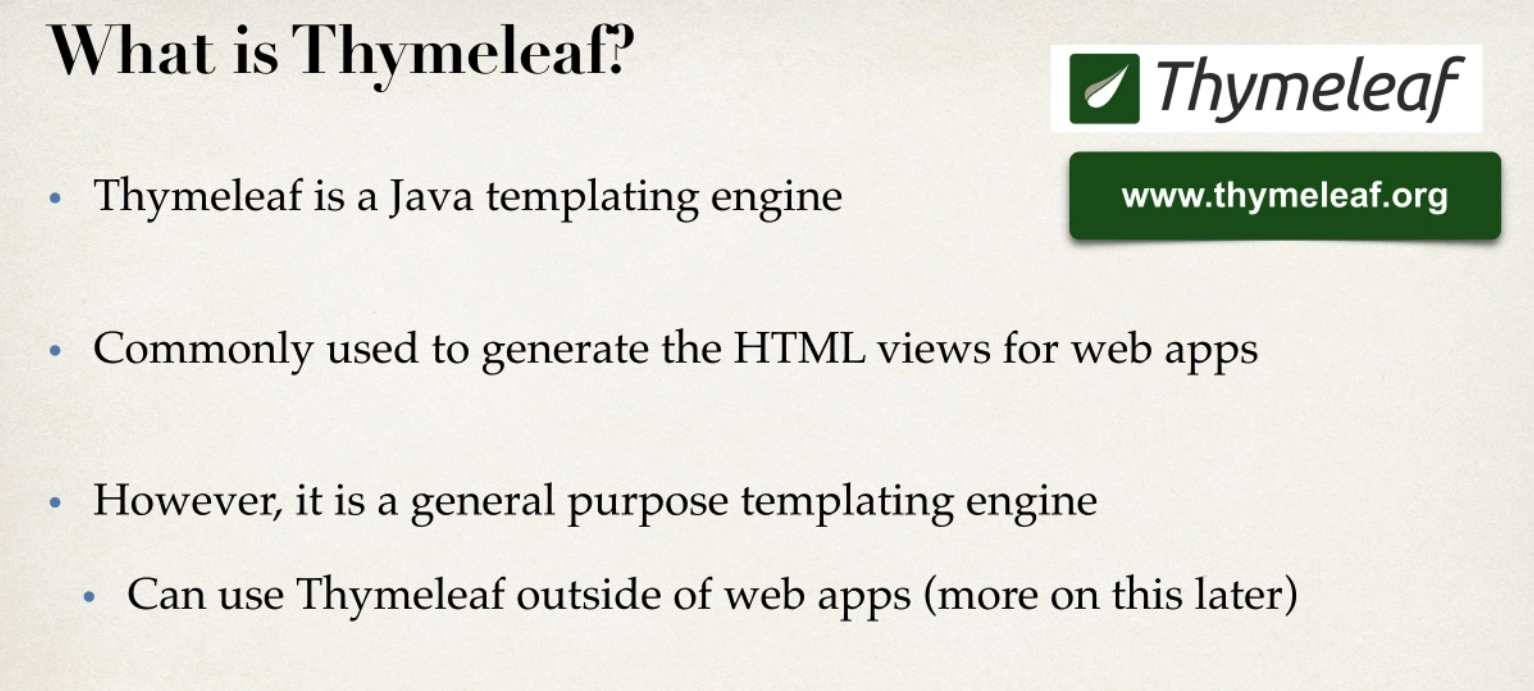 What is Thymeleaf?
Thymeleaf
www.thymeleaf.org
• Thymeleaf is a Java templating engine
• Commonly used to generate the HTML views for web apps
• However, it is a general purpose templating engine
• Can use Thymeleaf outside of web apps (more on this later)